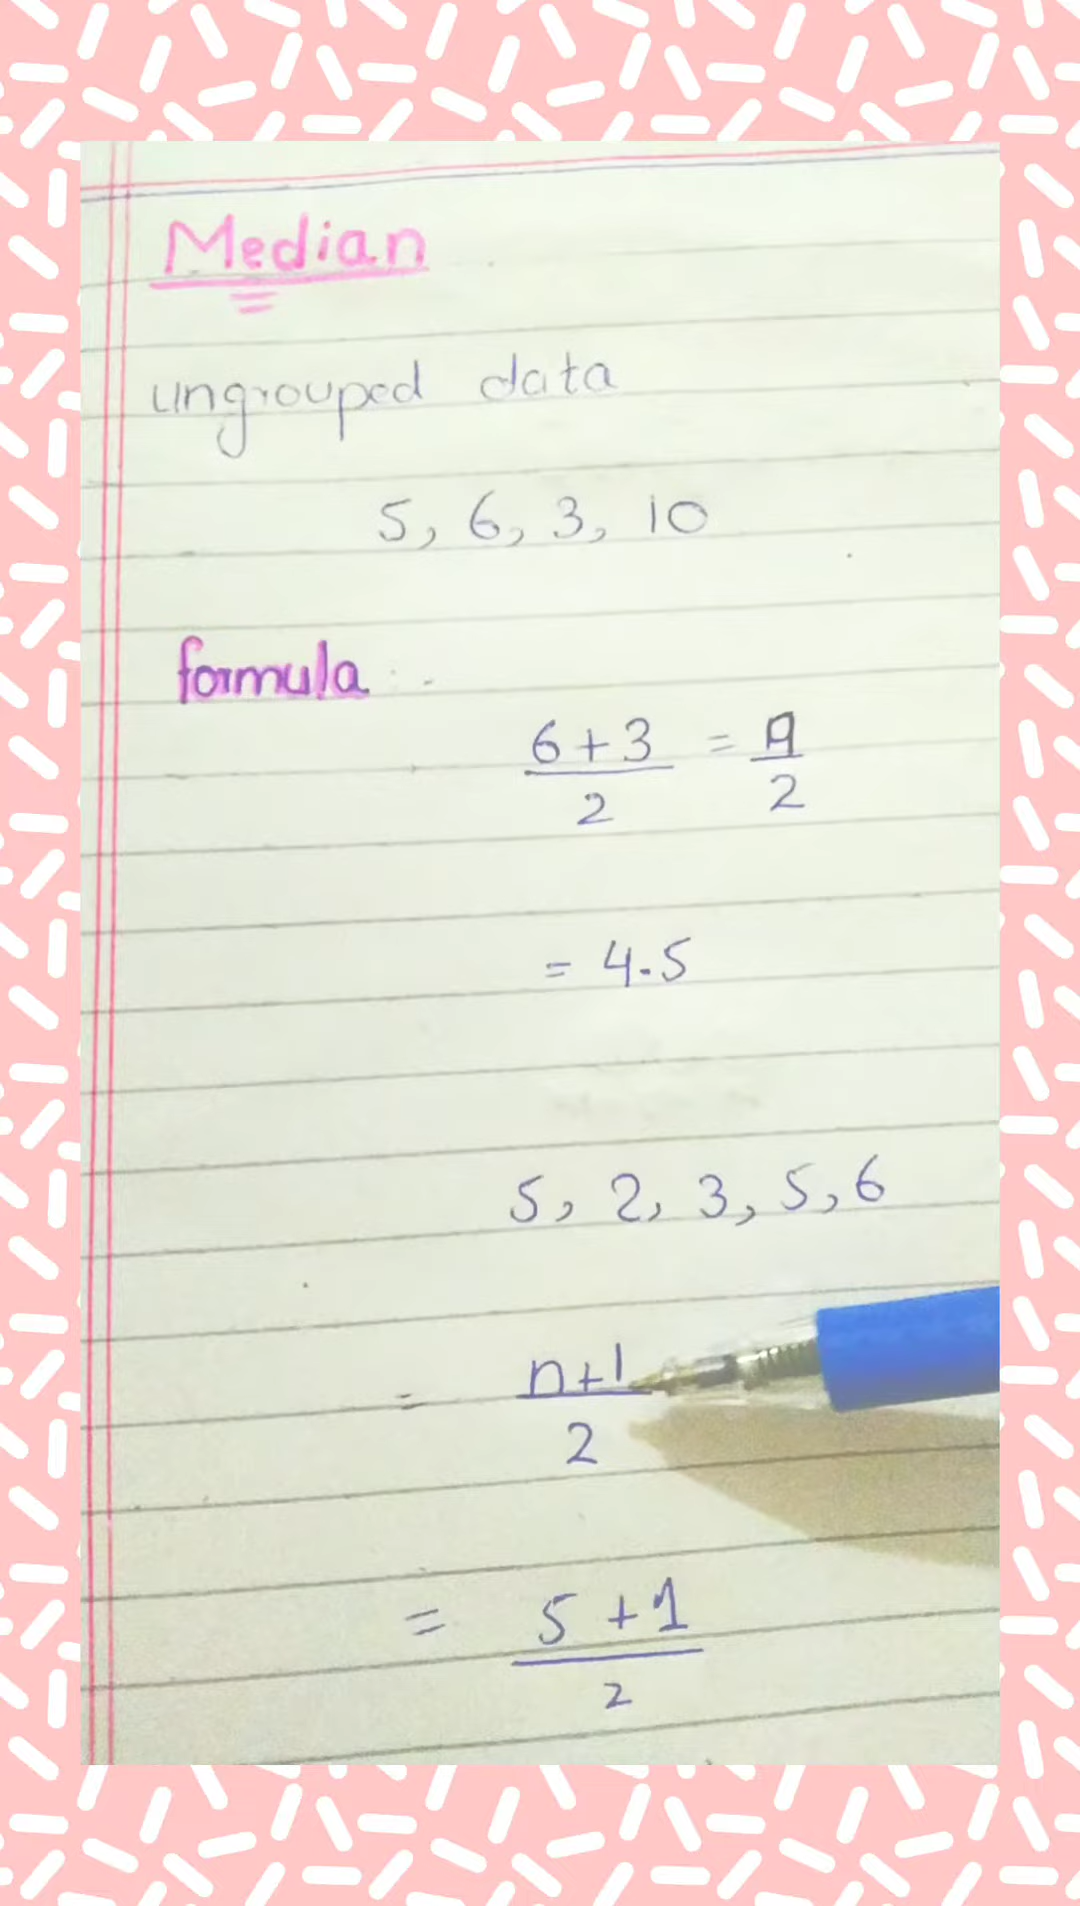 Median
ungrouped data
5, 6, 3, 10
formula :-
6+3/2 = 9/2
= 4.5
5, 2, 3, 5, 6
= n+1/2
= 5+1/2